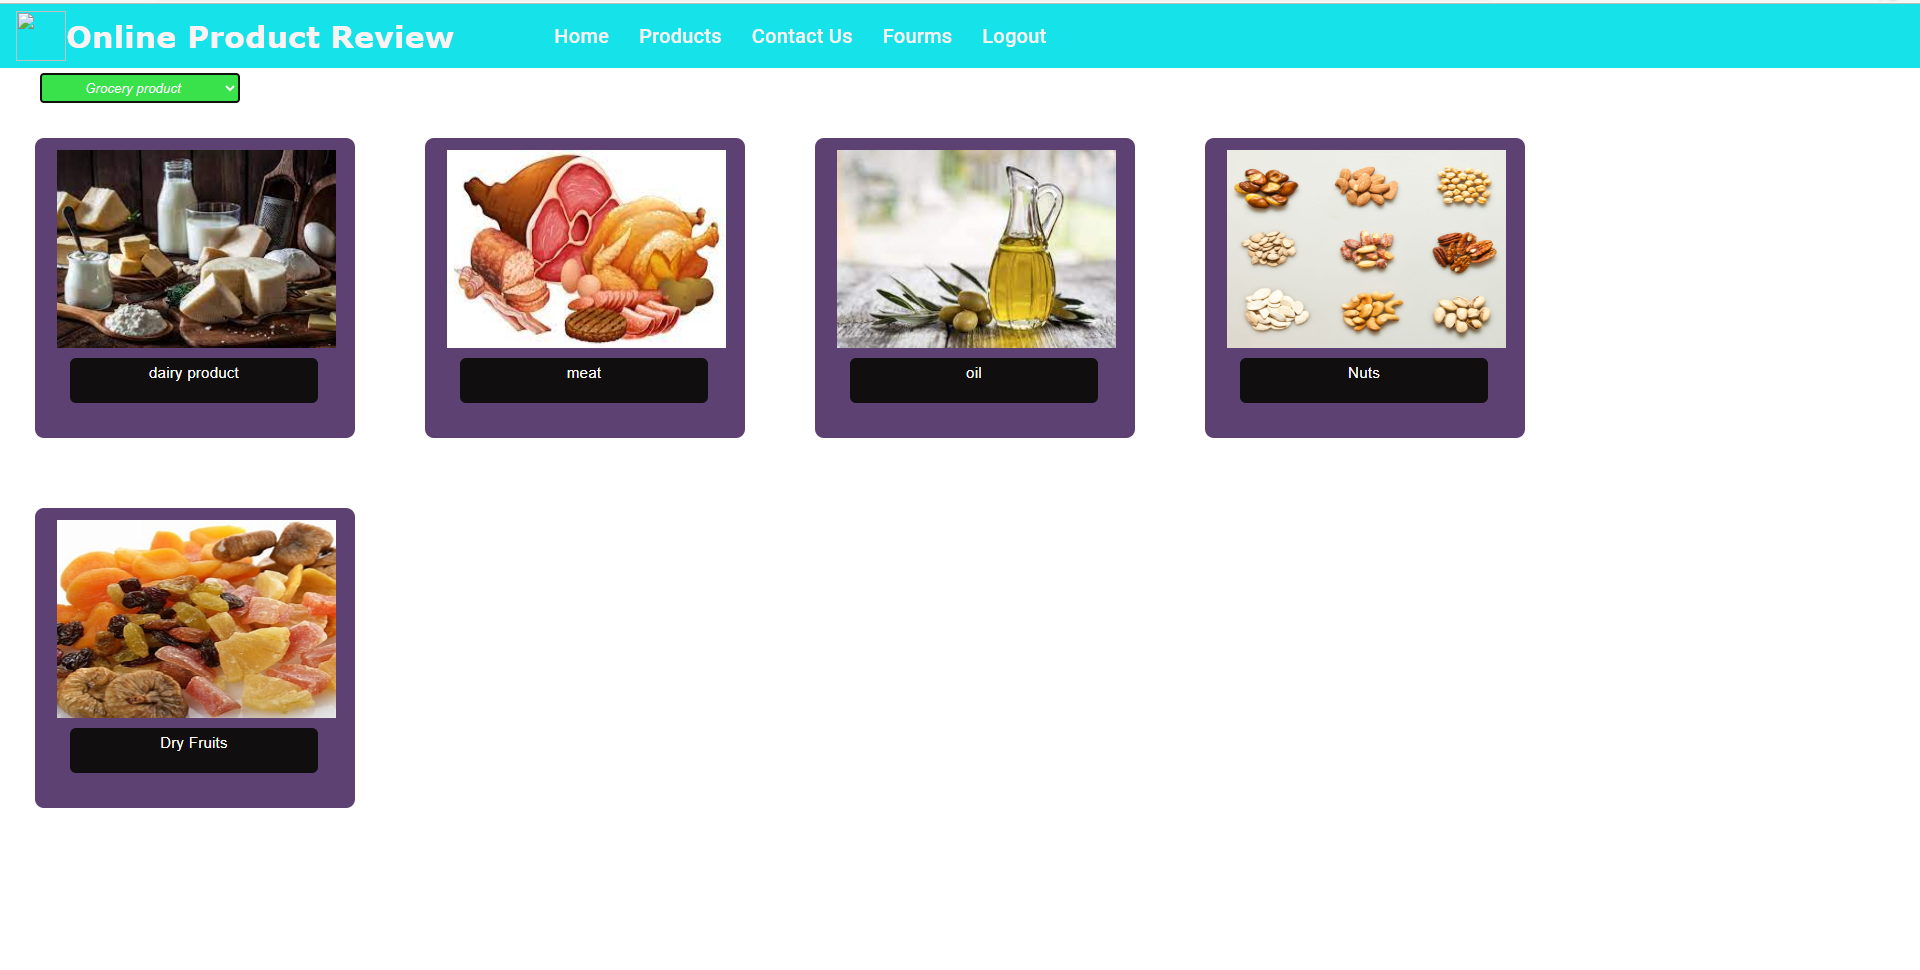 Online Product Review
Home Products Contact Us Fourms Logout
Grocery product
dairy product
meat
oil
Nuts
Dry Fruits